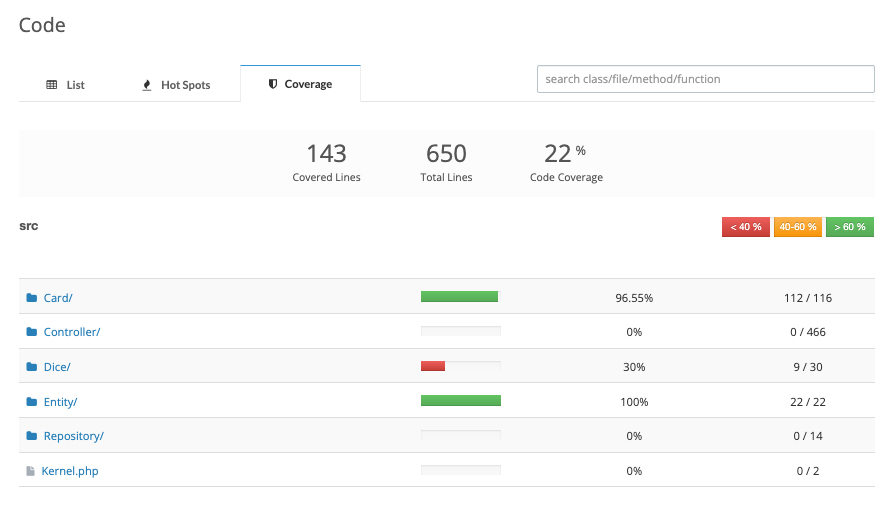 Code
List Hot Spots Coverage search class/file/method/function
143 650 22 %
Covered Lines Total Lines Code Coverage
src < 40 % 40-60 % > 60 %
Card/ 96.55% 112 / 116
Controller/ 0% 0 / 466
Dice/ 30% 9 / 30
Entity/ 100% 22 / 22
Repository/ 0% 0 / 14
Kernel.php 0% 0 / 2